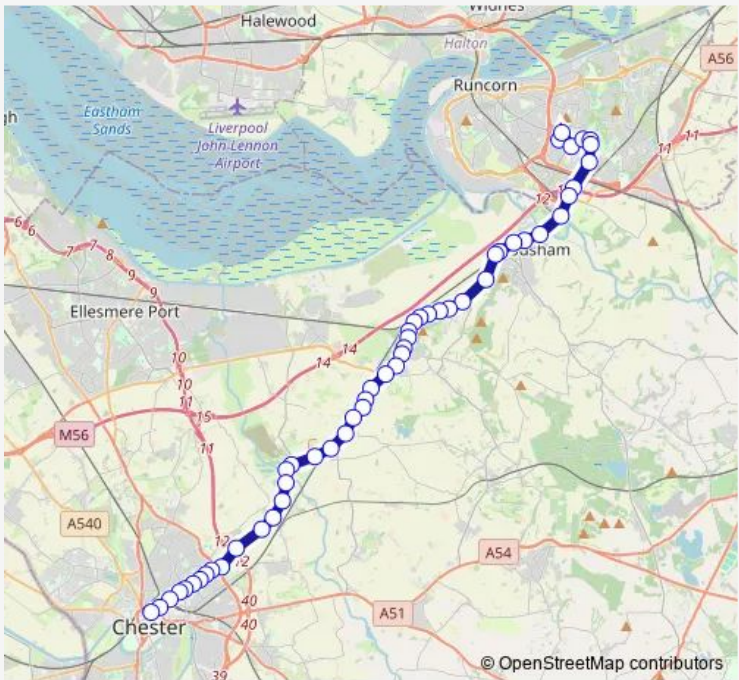 Widnes
Halewood
Halton
A56
Runcorn
Eastham
Sands
Liverpool
John Lennon
Airport
11
11
12
6
6
7
7
8
9
9
Ellesmere Port
10
10
11
15
11
14
14
M56
A540
12
12
A54
A51
40
40
Chester
39
© OpenStreetMap contributors